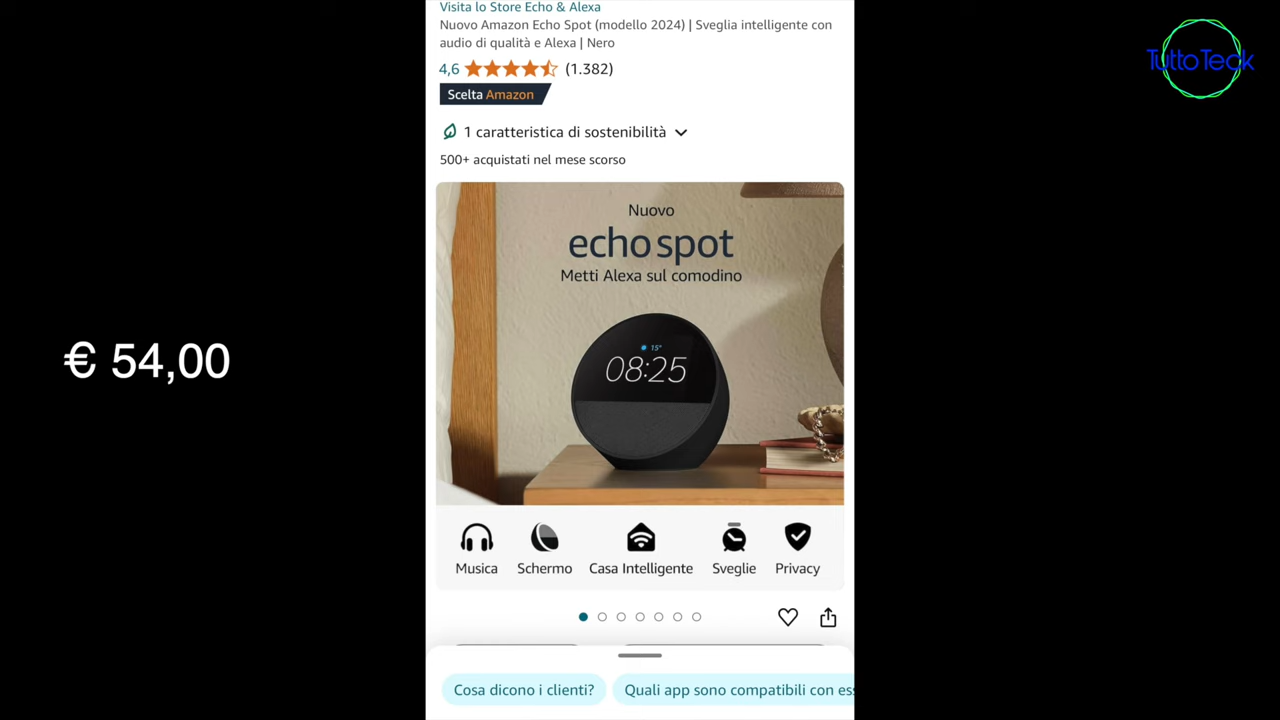 Visita lo Store Echo & Alexa
Nuovo Amazon Echo Spot (modello 2024) | Sveglia intelligente con
audio di qualità e Alexa | Nero
4,6 (1.382)
Scelta Amazon
1 caratteristica di sostenibilità
500+ acquistati nel mese scorso
TuttoTeck
€ 54,00
Nuovo
echo spot
Metti Alexa sul comodino
15°
08:25
Musica
Schermo
Casa Intelligente
Sveglie
Privacy
Cosa dicono i clienti?
Quali app sono compatibili con ess